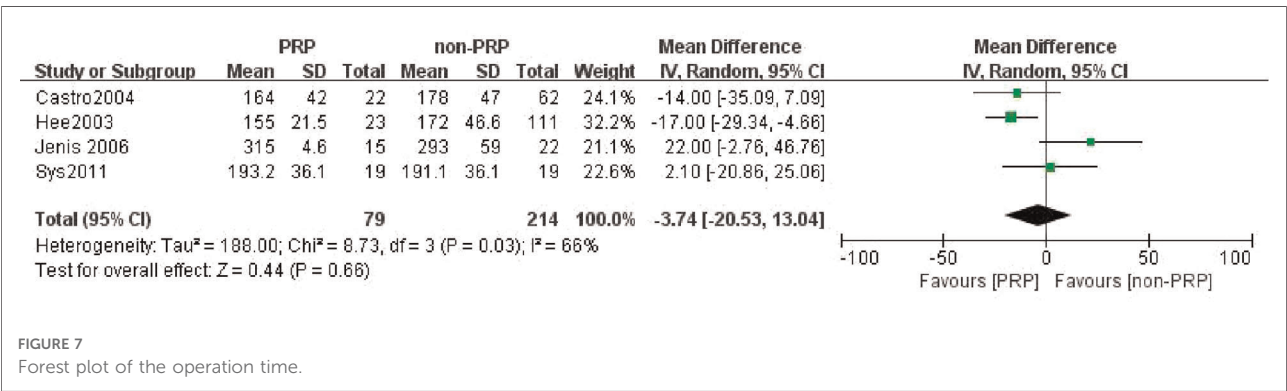 PRP non-PRP Mean Difference Mean Difference
Study or Subgroup Mean SD Total Mean SD Total Weight IV, Random, 95% CI IV, Random, 95% CI
Castro2004 164 42 22 178 47 62 24.1% -14.00 [-35.09, 7.09]
Hee2003 155 21.5 23 172 46.6 111 32.2% -17.00 [-29.34, -4.66]
Jenis 2006 315 4.6 15 293 59 22 21.1% 22.00 [-2.76, 46.76]
Sys2011 193.2 36.1 19 191.1 36.1 19 22.6% 2.10 [-20.86, 25.06]
Total (95% CI) 79 214 100.0% -3.74 [-20.53, 13.04]
Heterogeneity: Tau² = 188.00; Chi² = 8.73, df = 3 (P = 0.03); I² = 66%
Test for overall effect: Z = 0.44 (P = 0.66)
-100 -50 0 50 100
Favours [PRP] Favours [non-PRP]
FIGURE 7
Forest plot of the operation time.